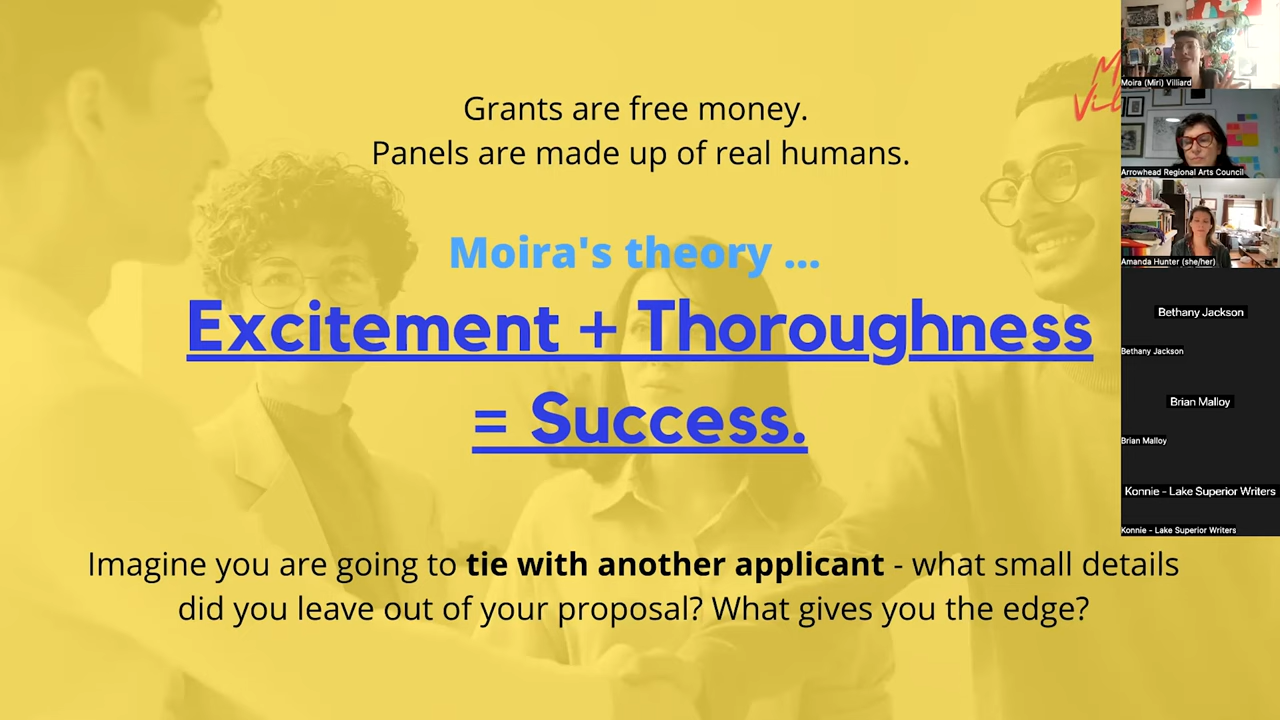 Grants are free money.
Panels are made up of real humans.
Moira's theory ...
Excitement + Thoroughness
= Success.
Imagine you are going to tie with another applicant - what small details
did you leave out of your proposal? What gives you the edge?
Moira (Miri) Villiard
Arrowhead Regional Arts Council
Amanda Hunter (she/her)
Bethany Jackson
Bethany Jackson
Brian Malloy
Brian Malloy
Konnie - Lake Superior Writers
Konnie - Lake Superior Writers